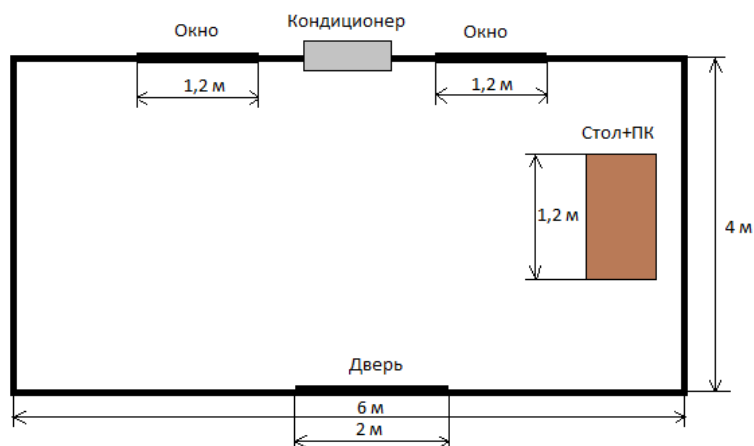 Окно
Кондиционер
Окно
1,2 м
1,2 м
Стол+ПК
1,2 м
4 м
Дверь
6 м
2 м